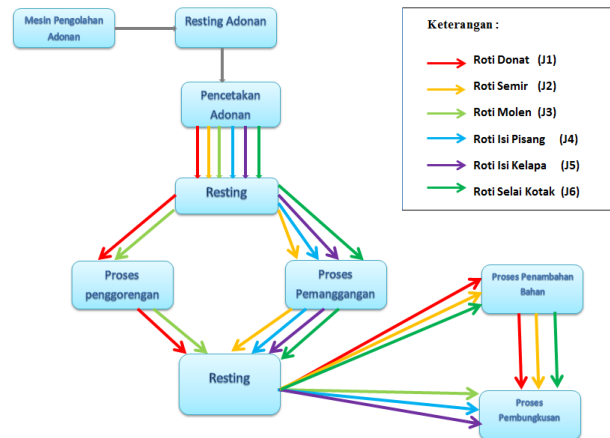 Mesin Pengolahan
Adonan
Resting Adonan
Pencetakan
Adonan
Resting
Proses
penggorengan
Proses
Pemanggangan
Resting
Proses Penambahan
Bahan
Proses
Pembungkusan
Keterangan :
Roti Donat (J1)
Roti Semir (J2)
Roti Molen (J3)
Roti Isi Pisang (J4)
Roti Isi Kelapa (J5)
Roti Selai Kotak (J6)